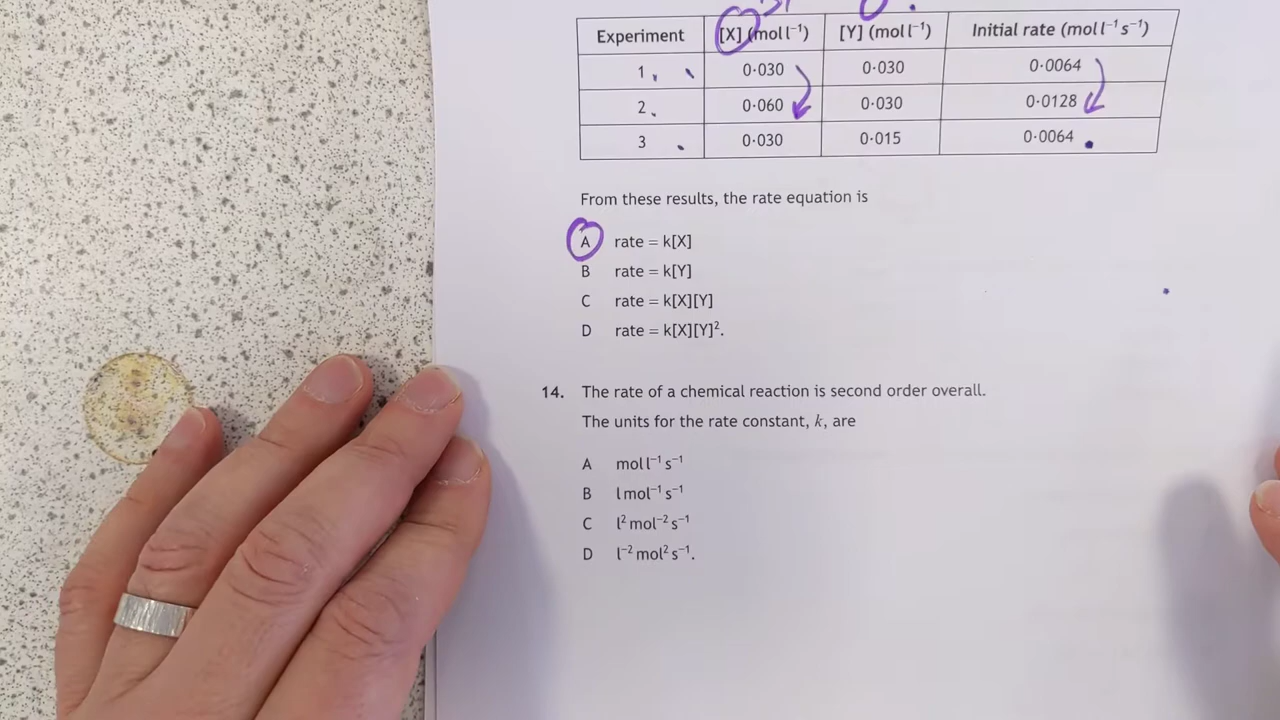 Experiment [X] (mol l⁻¹) [Y] (mol l⁻¹) Initial rate (mol l⁻¹ s⁻¹)
1 0·030 0·030 0·0064
2 0·060 0·030 0·0128
3 0·030 0·015 0·0064
From these results, the rate equation is
A rate = k[X]
B rate = k[Y]
C rate = k[X][Y]
D rate = k[X][Y]².
14. The rate of a chemical reaction is second order overall.
The units for the rate constant, k, are
A mol l⁻¹ s⁻¹
B l mol⁻¹ s⁻¹
C l² mol⁻² s⁻¹
D l⁻² mol² s⁻¹.